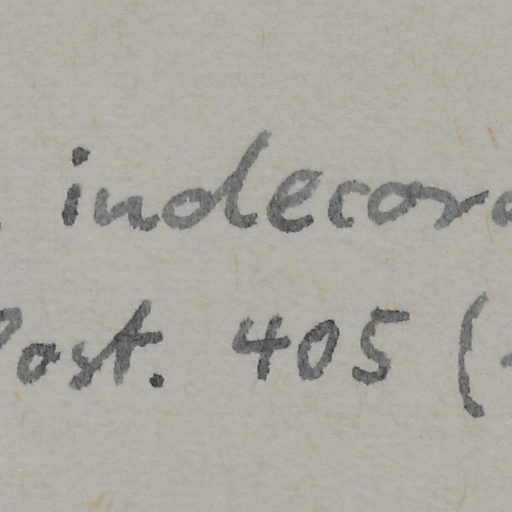 indecora
Post. 405 (